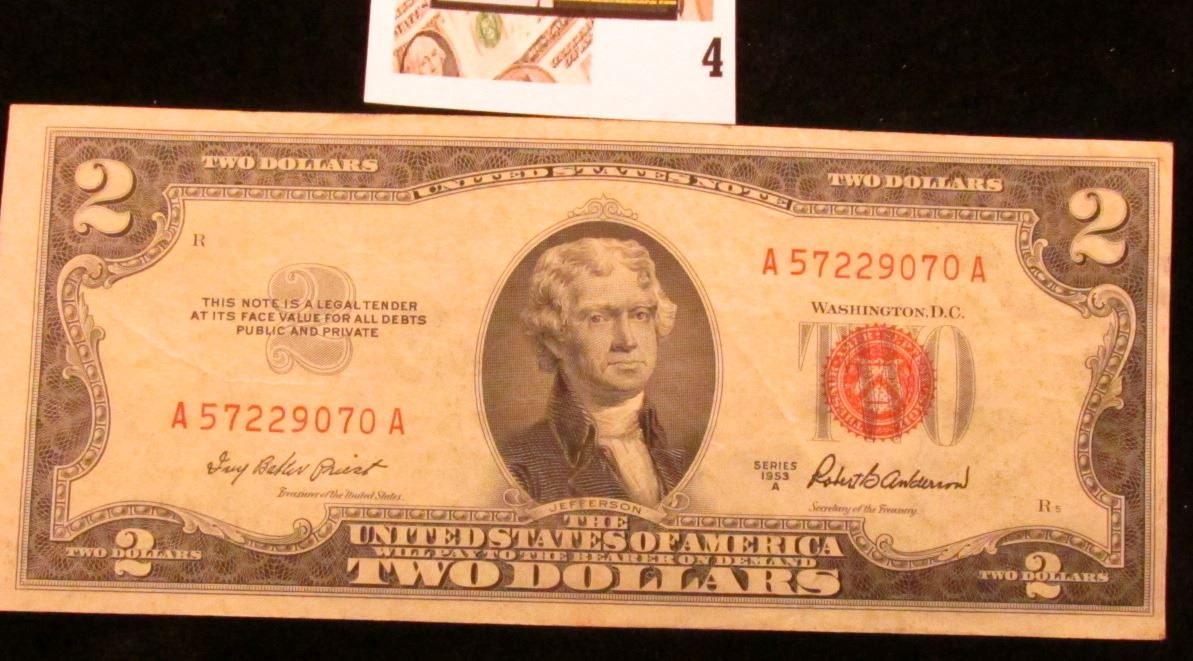 4
2
TWO DOLLARS
UNITED STATES NOTE
TWO DOLLARS
2
R
THIS NOTE IS A LEGAL TENDER
AT ITS FACE VALUE FOR ALL DEBTS
PUBLIC AND PRIVATE
2
A 57229070 A
WASHINGTON, D.C.
TWO
A 57229070 A
Ivy Baker Priest
Treasurer of the United States.
SERIES
1953
A
Robert B Anderson
Secretary of the Treasury.
R 5
JEFFERSON
THE
UNITED STATES OF AMERICA
WILL PAY TO THE BEARER ON DEMAND
TWO DOLLARS
TWO DOLLARS
2
TWO DOLLARS
2